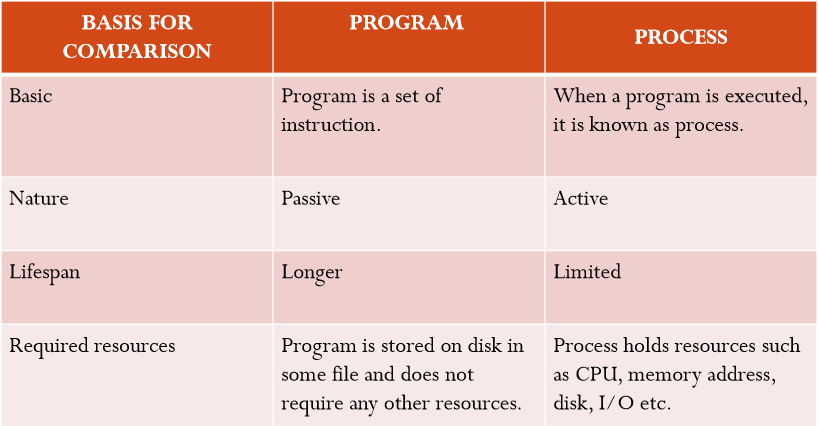 BASIS FOR
COMPARISON
PROGRAM
PROCESS
Basic
Program is a set of
instruction.
When a program is executed,
it is known as process.
Nature
Passive
Active
Lifespan
Longer
Limited
Required resources
Program is stored on disk in
some file and does not
require any other resources.
Process holds resources such
as CPU, memory address,
disk, I/O etc.